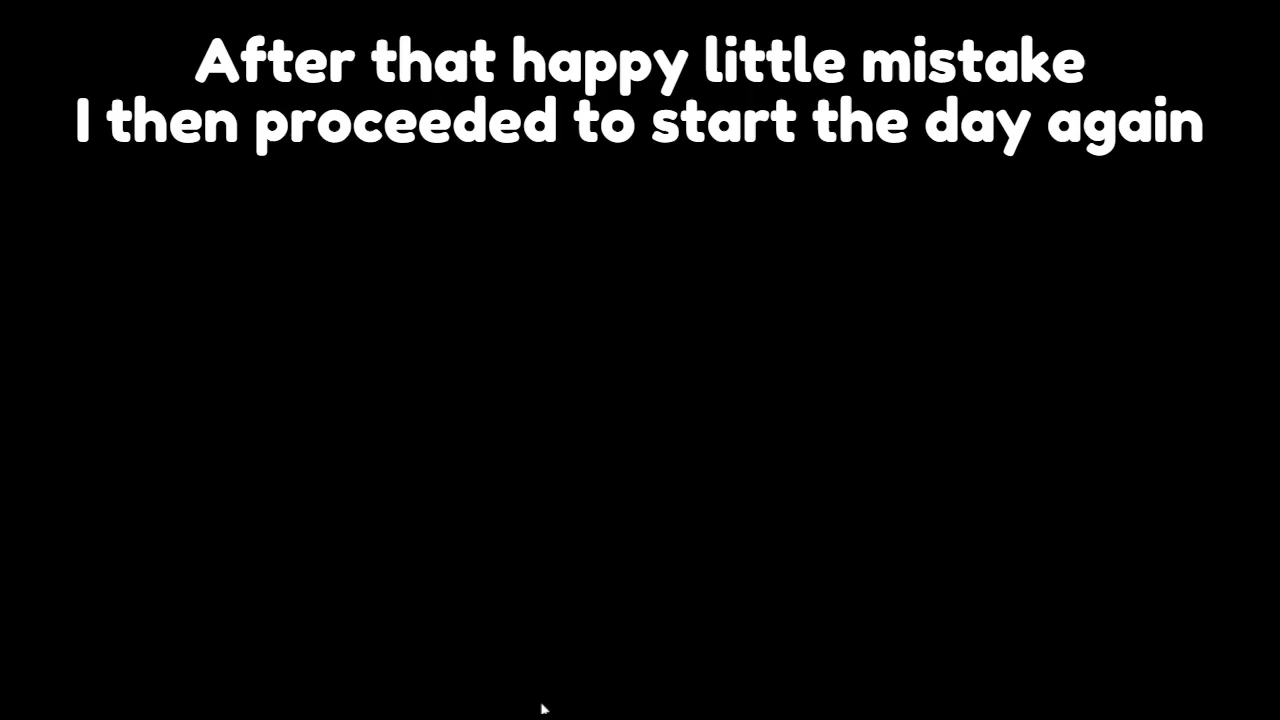 After that happy little mistake
I then proceeded to start the day again